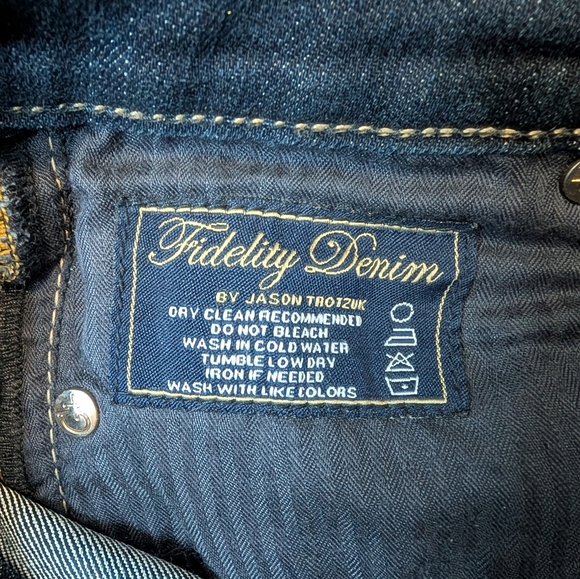 Fidelity Denim
BY JASON TROTZUK
DRY CLEAN RECOMMENDED
DO NOT BLEACH
WASH IN COLD WATER
TUMBLE LOW DRY
IRON IF NEEDED
WASH WITH LIKE COLORS